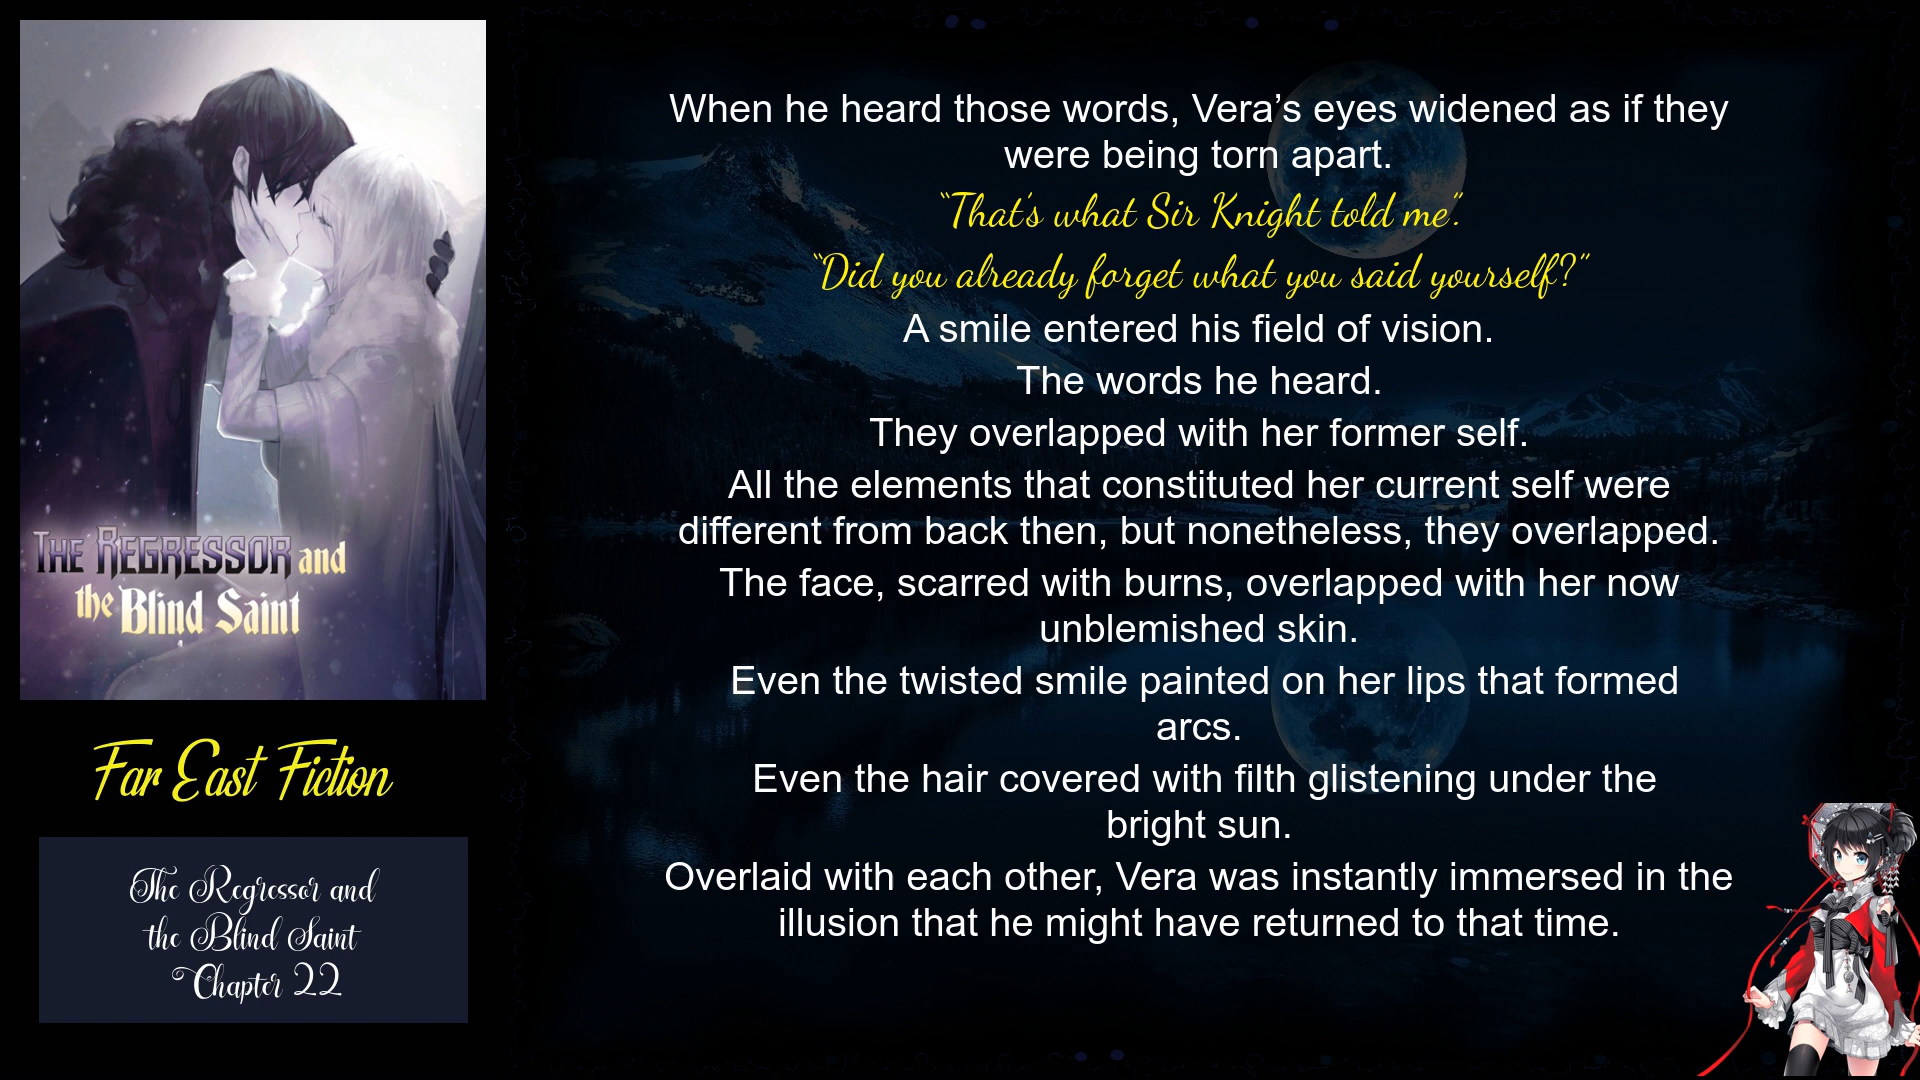 THE REGRESSOR and
the Blind Saint
Far East Fiction
The Regressor and
the Blind Saint
Chapter 22
When he heard those words, Vera’s eyes widened as if they
were being torn apart.
“That’s what Sir Knight told me”.
“Did you already forget what you said yourself?”
A smile entered his field of vision.
The words he heard.
They overlapped with her former self.
All the elements that constituted her current self were
different from back then, but nonetheless, they overlapped.
The face, scarred with burns, overlapped with her now
unblemished skin.
Even the twisted smile painted on her lips that formed
arcs.
Even the hair covered with filth glistening under the
bright sun.
Overlaid with each other, Vera was instantly immersed in the
illusion that he might have returned to that time.